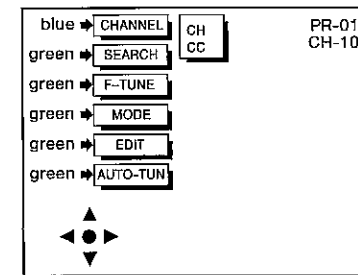 blue CHANNEL CH PR-01
CC CH-10
green SEARCH
green F-TUNE
green MODE
green EDIT
green AUTO-TUN